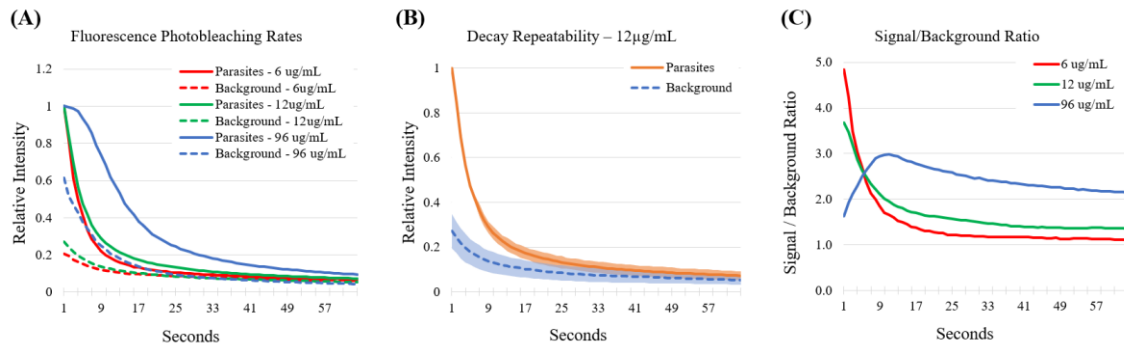 (A)
Fluorescence Photobleaching Rates
Relative Intensity
1.2
1
0.8
0.6
0.4
0.2
0
Parasites - 6 ug/mL
Background - 6ug/mL
Parasites - 12ug/mL
Background - 12ug/mL
Parasites - 96 ug/mL
Background - 96 ug/mL
1 9 17 25 33 41 49 57
Seconds
(B)
Decay Repeatability – 12µg/mL
Relative Intensity
1
0.8
0.6
0.4
0.2
0
Parasites
Background
1 9 17 25 33 41 49 57
Seconds
(C)
Signal/Background Ratio
Signal / Background Ratio
5.0
4.0
3.0
2.0
1.0
0.0
6 ug/mL
12 ug/mL
96 ug/mL
1 9 17 25 33 41 49 57
Seconds